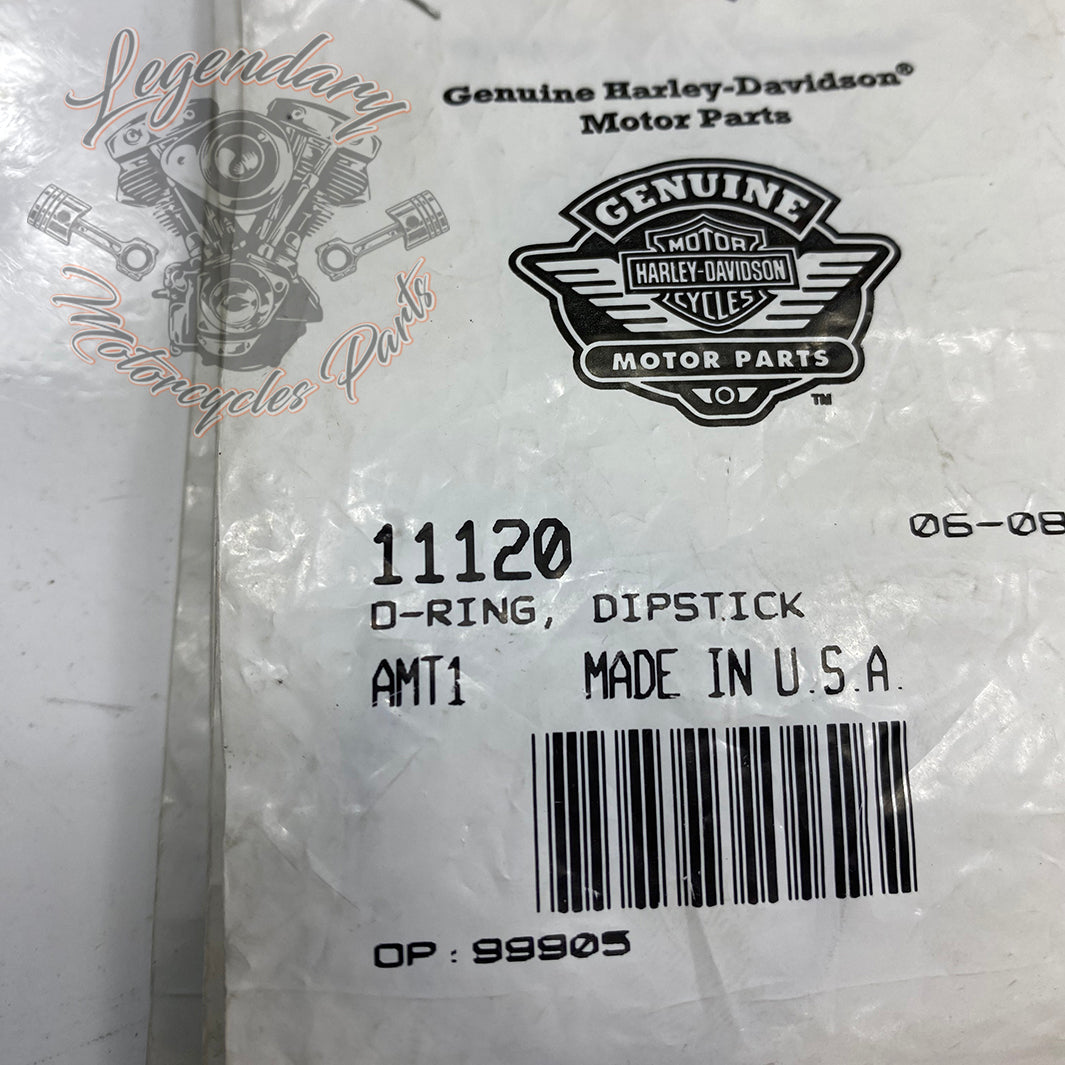 Legendary
Motorcycles Parts
Genuine Harley-Davidson®
Motor Parts
GENUINE
MOTOR
HARLEY-DAVIDSON
CYCLES
MOTOR PARTS
TM
11120
06-08
O-RING, DIPSTICK
AMT1 MADE IN U.S.A.
OP: 99905